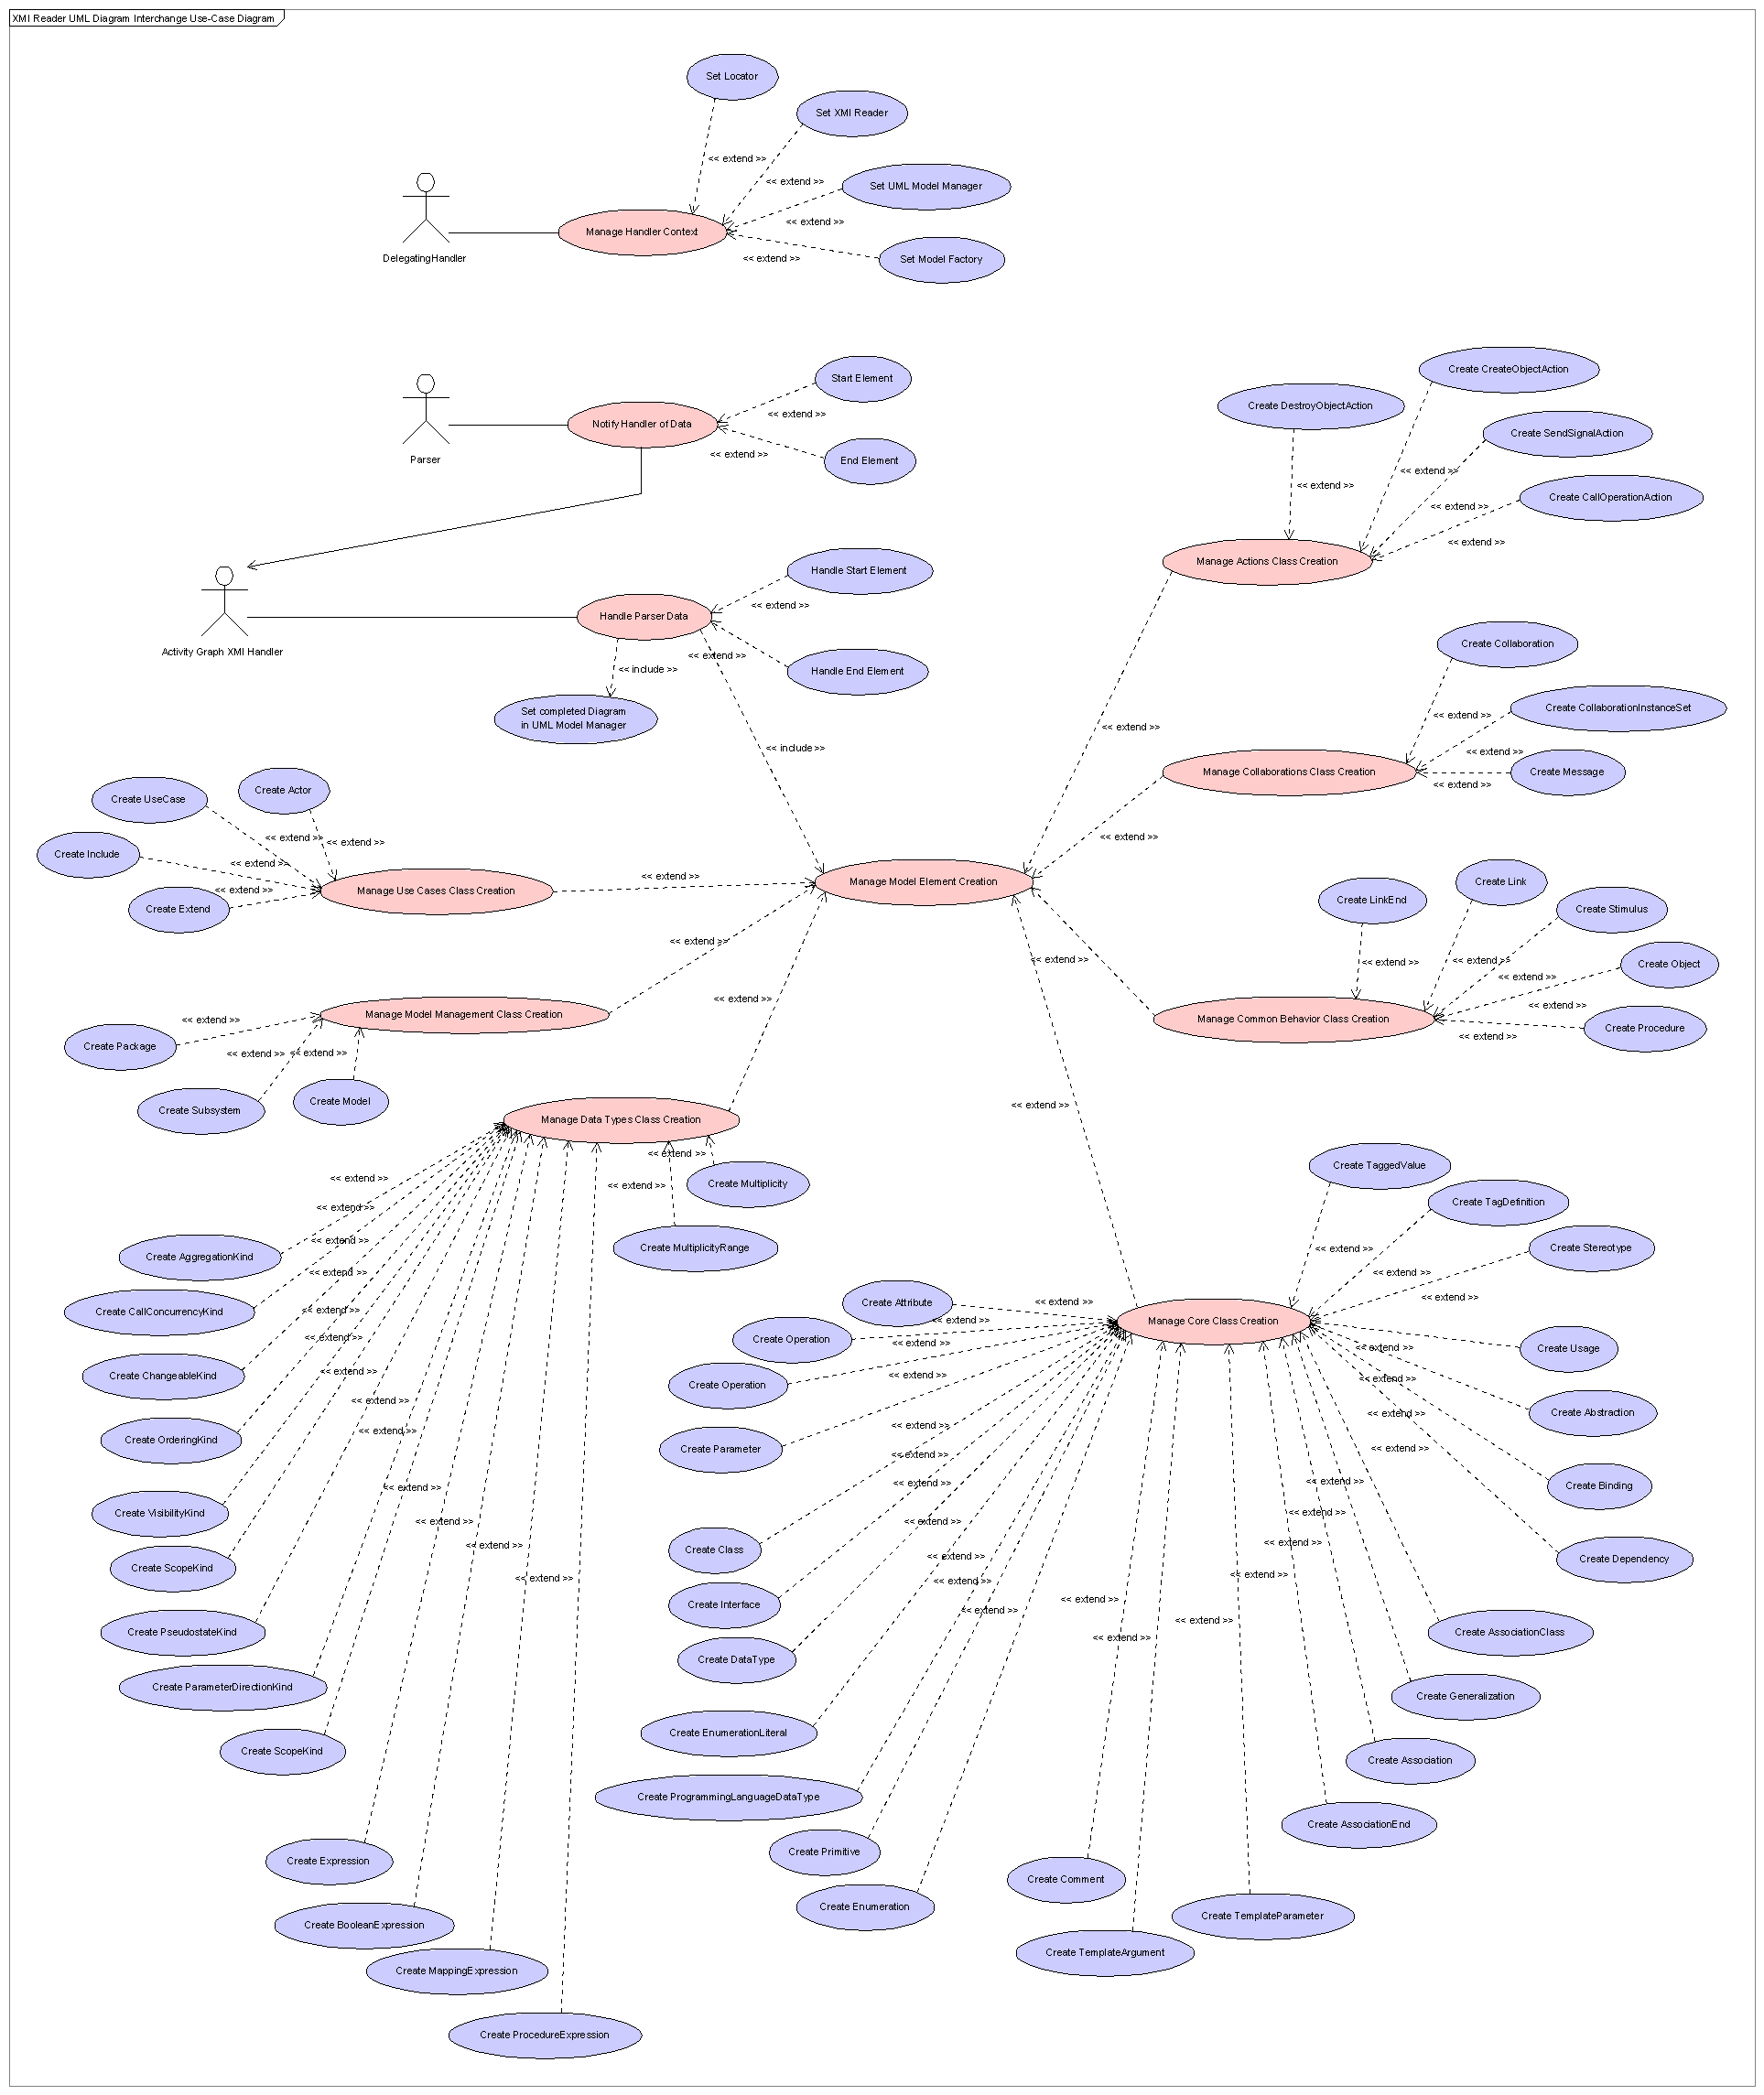 XMI Reader UML Diagram Interchange Use-Case Diagram
Set Locator
Set XMI Reader
<< extend >>
<< extend >>
Set UML Model Manager
<< extend >>
Manage Handler Context
DelegatingHandler
<< extend >>
Set Model Factory
Start Element
<< extend >>
Notify Handler of Data
Parser
<< extend >>
End Element
Create CreateObjectAction
Create DestroyObjectAction
Create SendSignalAction
<< extend >>
<< extend >>
Create CallOperationAction
<< extend >>
<< extend >>
Manage Actions Class Creation
Handle Start Element
<< extend >>
Handle Parser Data
Activity Graph XMI Handler
<< extend >>
<< include >>
Handle End Element
Set completed Diagram
in UML Model Manager
<< include >>
<< extend >>
Create Collaboration
Create CollaborationInstanceSet
<< extend >>
<< extend >>
Manage Collaborations Class Creation
Create Message
<< extend >>
<< extend >>
Create Actor
Create UseCase
<< extend >>
<< extend >>
Create Include
<< extend >>
<< extend >>
Manage Use Cases Class Creation
<< extend >>
Manage Model Element Creation
Create Extend
Create Link
Create LinkEnd
Create Stimulus
<< extend >>
<< extend >>
<< extend >>
Create Object
<< extend >>
<< extend >>
<< extend >>
<< extend >>
Manage Model Management Class Creation
<< extend >>
Manage Common Behavior Class Creation
Create Procedure
<< extend >>
Create Package
<< extend >>
<< extend >>
Create Model
Create Subsystem
<< extend >>
Manage Data Types Class Creation
<< extend >>
Create Multiplicity
<< extend >>
<< extend >>
<< extend >>
<< extend >>
Create MultiplicityRange
Create AggregationKind
<< extend >>
Create CallConcurrencyKind
<< extend >>
<< extend >>
Create ChangeableKind
<< extend >>
<< extend >>
<< extend >>
Create OrderingKind
<< extend >>
Create VisibilityKind
<< extend >>
<< extend >>
Create ScopeKind
<< extend >>
Create PseudostateKind
Create ParameterDirectionKind
Create ScopeKind
Create Expression
Create BooleanExpression
Create MappingExpression
Create ProcedureExpression
Create TaggedValue
Create TagDefinition
<< extend >>
Create Stereotype
<< extend >>
<< extend >>
Create Attribute
<< extend >>
<< extend >>
Manage Core Class Creation
Create Operation
<< extend >>
<< extend >>
Create Usage
Create Operation
<< extend >>
<< extend >>
Create Abstraction
<< extend >>
<< extend >>
<< extend >>
Create Parameter
<< extend >>
<< extend >>
<< extend >>
Create Binding
<< extend >>
<< extend >>
<< extend >>
Create Class
<< extend >>
Create Dependency
<< extend >>
<< extend >>
<< extend >>
Create Interface
<< extend >>
<< extend >>
<< extend >>
Create AssociationClass
Create DataType
Create Generalization
Create EnumerationLiteral
Create Association
Create ProgrammingLanguageDataType
Create AssociationEnd
Create Primitive
Create Comment
Create Enumeration
Create TemplateParameter
Create TemplateArgument